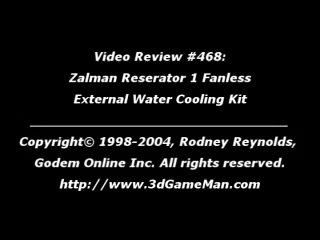 Video Review #468:
Zalman Reserator 1 Fanless
External Water Cooling Kit
Copyright© 1998-2004, Rodney Reynolds,
Godem Online Inc. All rights reserved.
http://www.3dGameMan.com